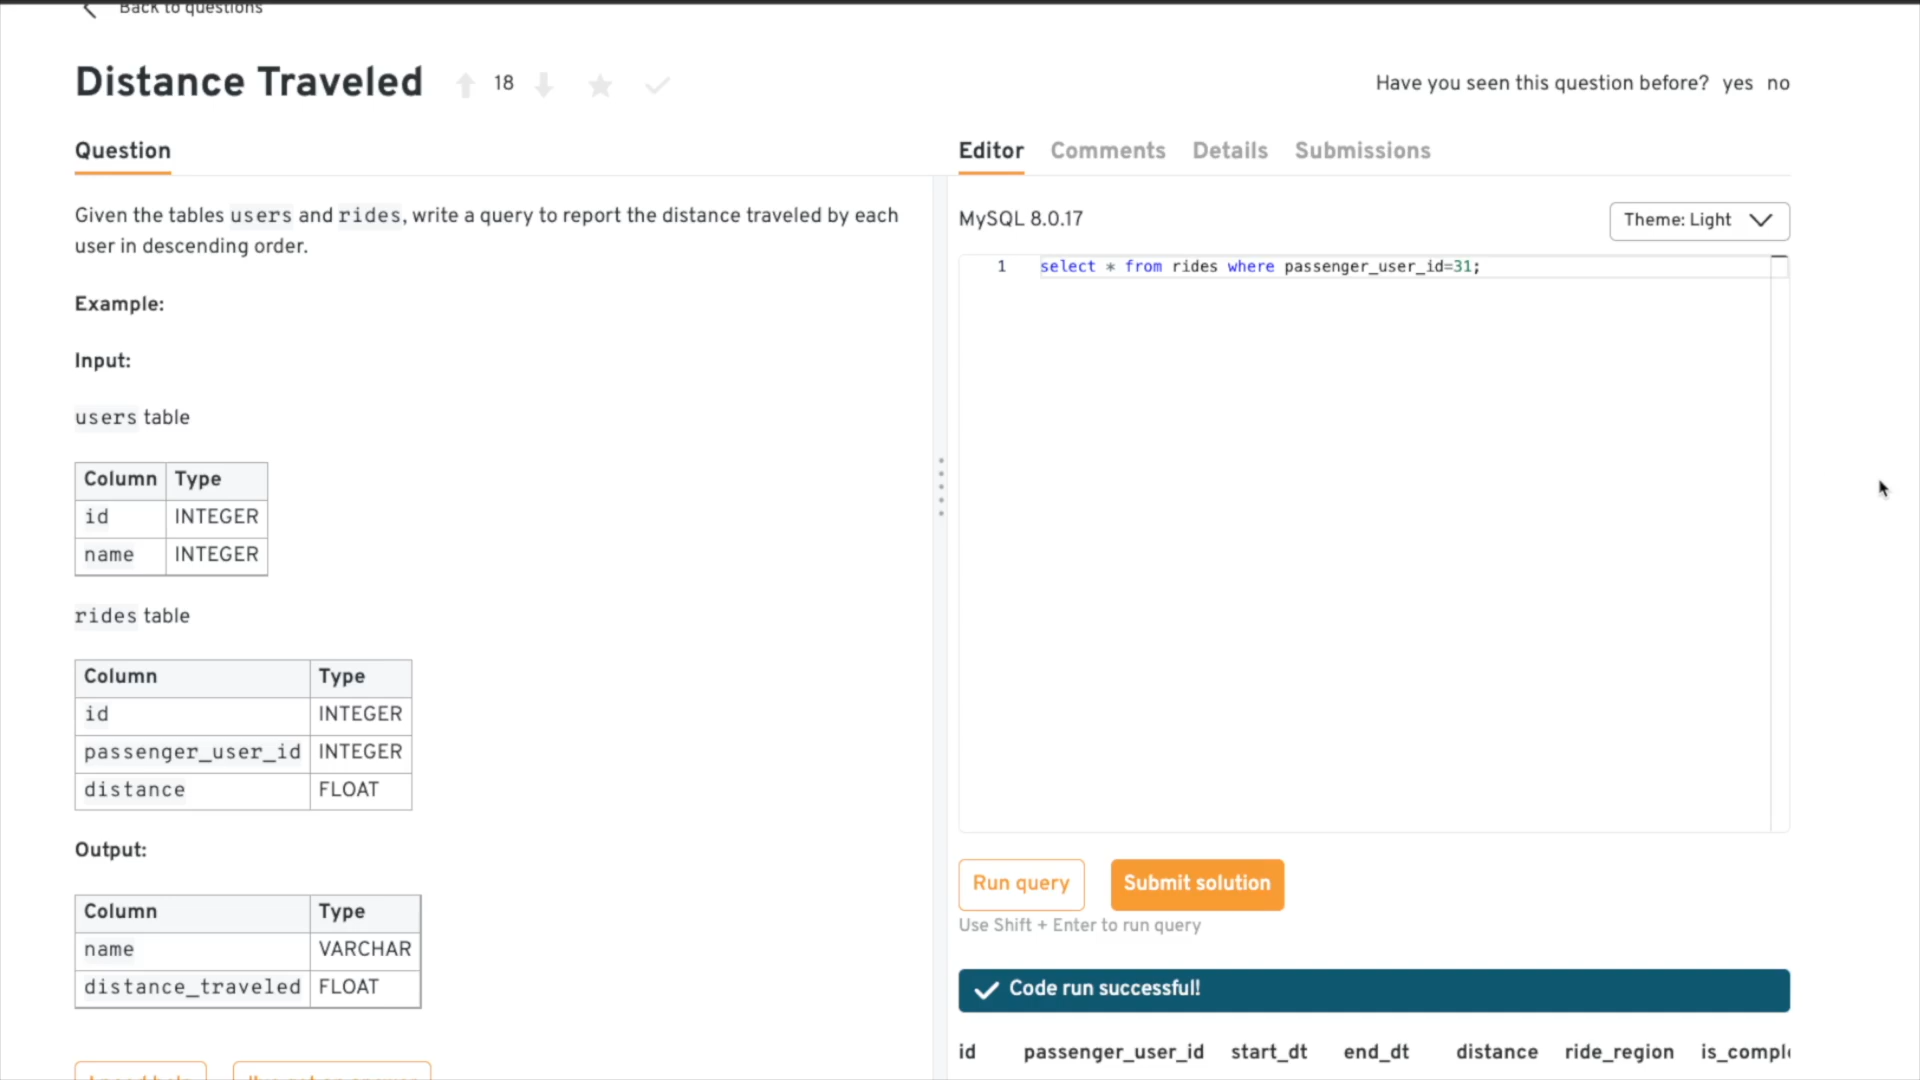 Back to questions
Distance Traveled
18
Have you seen this question before? yes no
Question
Editor Comments Details Submissions
Given the tables users and rides, write a query to report the distance traveled by each
user in descending order.
Example:
Input:
users table
Column Type
id INTEGER
name INTEGER
rides table
Column Type
id INTEGER
passenger_user_id INTEGER
distance FLOAT
Output:
Column Type
name VARCHAR
distance_traveled FLOAT
MySQL 8.0.17
Theme: Light
1 select * from rides where passenger_user_id=31;
Run query Submit solution
Use Shift + Enter to run query
Code run successful!
id passenger_user_id start_dt end_dt distance ride_region